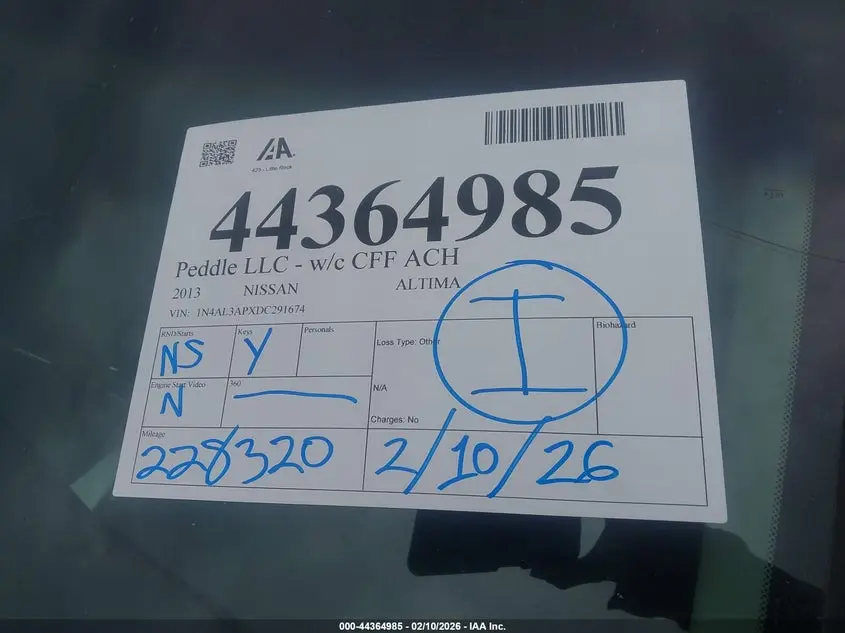 IAA
423 - Little Rock
44364985
Peddle LLC - w/c CFF ACH
2013 NISSAN ALTIMA
VIN: 1N4AL3APXDC291674
RND/Starts Keys Personals
NS Y
Loss Type: Other
I
Biohazard
Engine Start Video 360
N
N/A
Charges: No
Mileage
228320 2/10/26
000-44364985 - 02/10/2026 - IAA Inc.